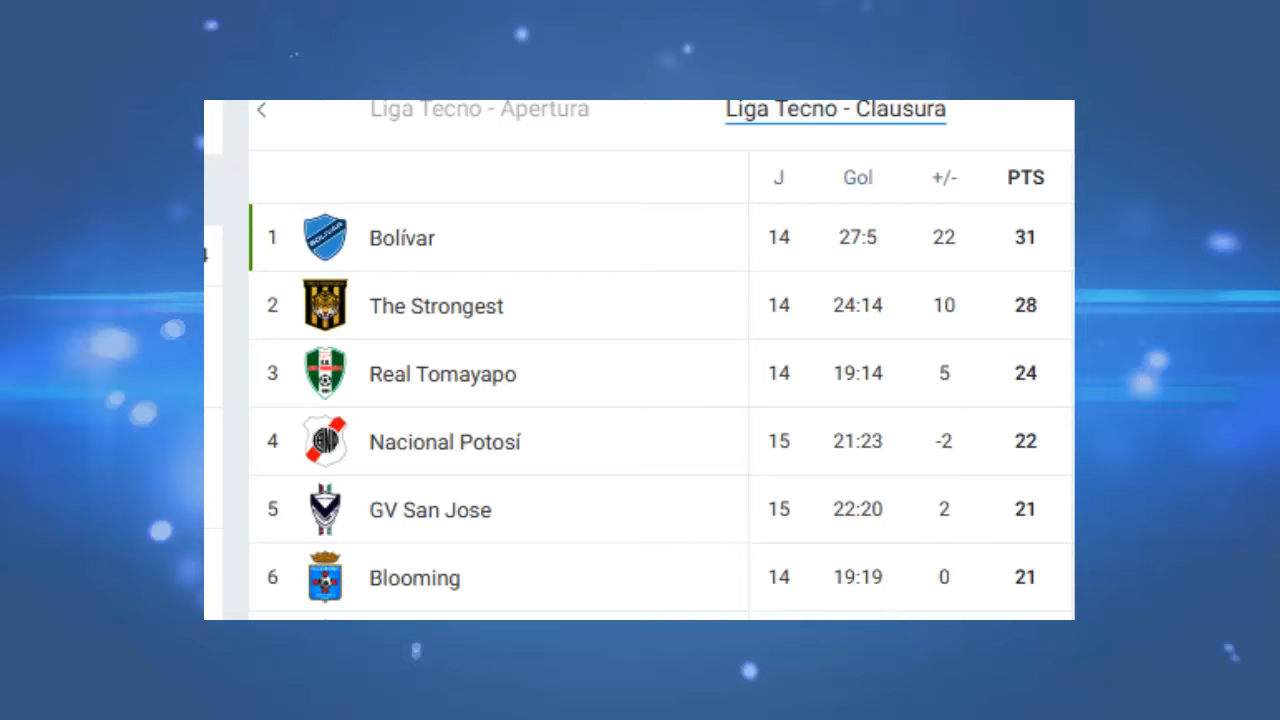 Liga Tecno - Apertura Liga Tecno - Clausura
J Gol +/- PTS
1 BOLIVAR Bolívar 14 27:5 22 31
2 The Strongest 14 24:14 10 28
3 Real Tomayapo 14 19:14 5 24
4 Nacional Potosí 15 21:23 -2 22
5 GV San Jose 15 22:20 2 21
6 Blooming 14 19:19 0 21